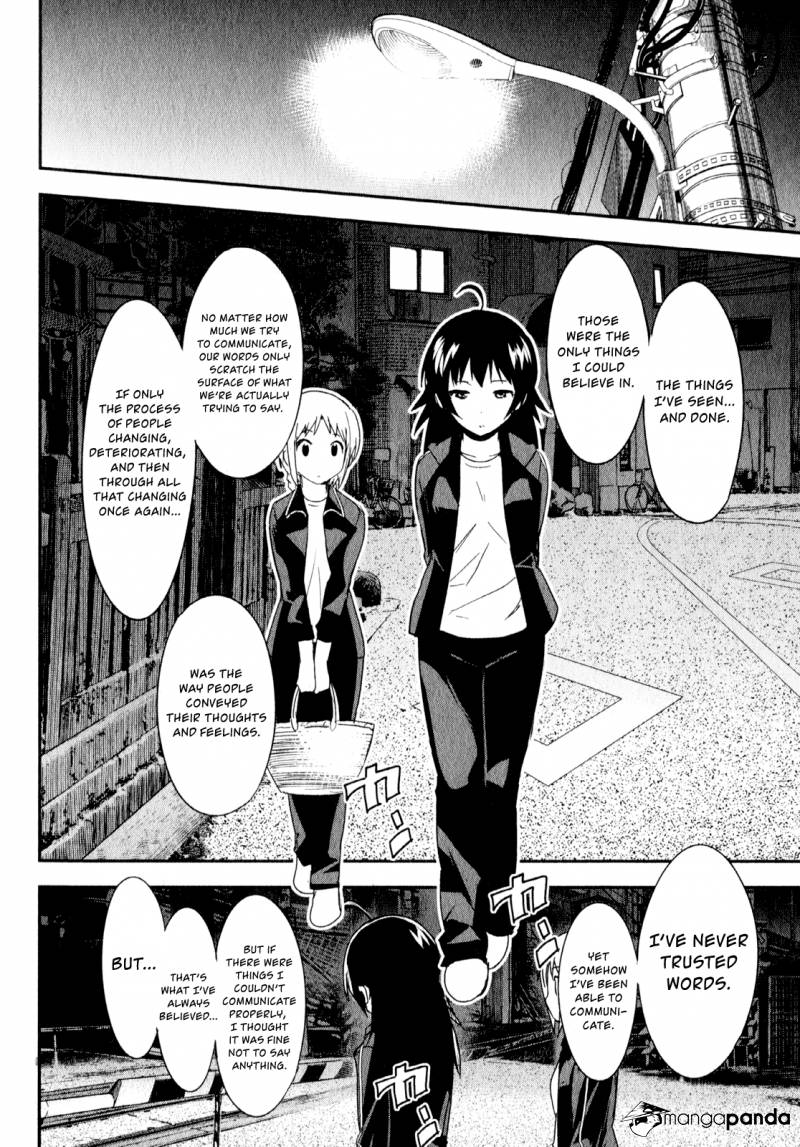 THE THINGS
I'VE SEEN...
AND DONE.
THOSE
WERE THE
ONLY THINGS
I COULD
BELIEVE IN.
NO MATTER HOW
MUCH WE TRY
TO COMMUNICATE,
OUR WORDS ONLY
SCRATCH THE
SURFACE OF WHAT
WE'RE ACTUALLY
TRYING TO SAY.
IF ONLY
THE PROCESS
OF PEOPLE
CHANGING,
DETERIORATING,
AND THEN
THROUGH ALL
THAT CHANGING
ONCE AGAIN...
WAS THE
WAY PEOPLE
CONVEYED
THEIR THOUGHTS
AND FEELINGS.
カン
カン
I'VE NEVER
TRUSTED
WORDS.
YET
SOMEHOW
I'VE BEEN
ABLE TO
COMMUNI-
CATE.
BUT IF
THERE WERE
THINGS I
COULDN'T
COMMUNICATE
PROPERLY,
I THOUGHT
IT WAS FINE
NOT TO SAY
ANYTHING.
THAT'S
WHAT I'VE
ALWAYS
BELIEVED...
BUT...
カン
mangapanda